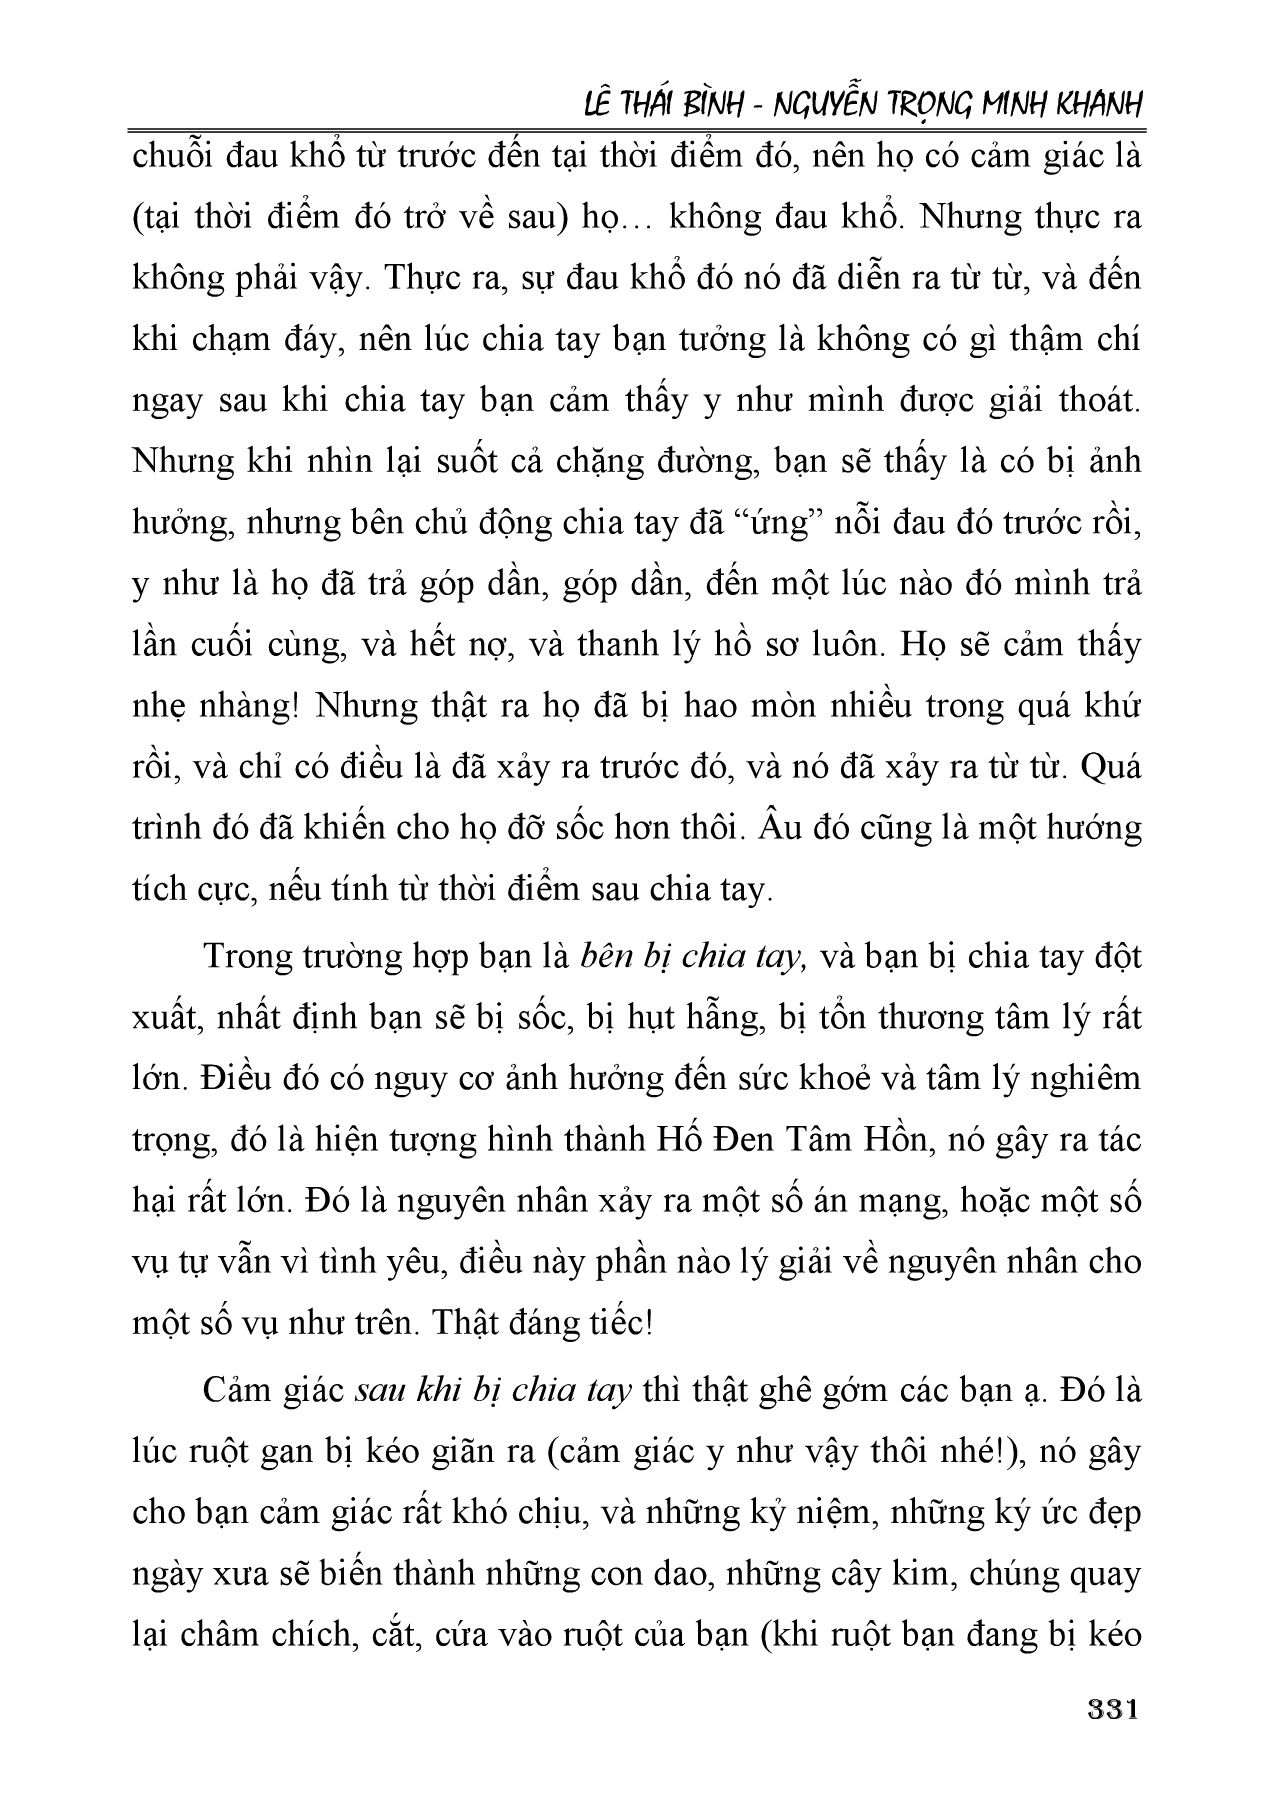 LÊ THÁI BÌNH - NGUYỄN TRỌNG MINH KHANH
chuỗi đau khổ từ trước đến tại thời điểm đó, nên họ có cảm giác là
(tại thời điểm đó trở về sau) họ… không đau khổ. Nhưng thực ra
không phải vậy. Thực ra, sự đau khổ đó nó đã diễn ra từ từ, và đến
khi chạm đáy, nên lúc chia tay bạn tưởng là không có gì thậm chí
ngay sau khi chia tay bạn cảm thấy y như mình được giải thoát.
Nhưng khi nhìn lại suốt cả chặng đường, bạn sẽ thấy là có bị ảnh
hưởng, nhưng bên chủ động chia tay đã “ứng” nỗi đau đó trước rồi,
y như là họ đã trả góp dần, góp dần, đến một lúc nào đó mình trả
lần cuối cùng, và hết nợ, và thanh lý hồ sơ luôn. Họ sẽ cảm thấy
nhẹ nhàng! Nhưng thật ra họ đã bị hao mòn nhiều trong quá khứ
rồi, và chỉ có điều là đã xảy ra trước đó, và nó đã xảy ra từ từ. Quá
trình đó đã khiến cho họ đỡ sốc hơn thôi. Âu đó cũng là một hướng
tích cực, nếu tính từ thời điểm sau chia tay.
Trong trường hợp bạn là bên bị chia tay, và bạn bị chia tay đột
xuất, nhất định bạn sẽ bị sốc, bị hụt hẫng, bị tổn thương tâm lý rất
lớn. Điều đó có nguy cơ ảnh hưởng đến sức khoẻ và tâm lý nghiêm
trọng, đó là hiện tượng hình thành Hố Đen Tâm Hồn, nó gây ra tác
hại rất lớn. Đó là nguyên nhân xảy ra một số án mạng, hoặc một số
vụ tự vẫn vì tình yêu, điều này phần nào lý giải về nguyên nhân cho
một số vụ như trên. Thật đáng tiếc!
Cảm giác sau khi bị chia tay thì thật ghê gớm các bạn ạ. Đó là
lúc ruột gan bị kéo giãn ra (cảm giác y như vậy thôi nhé!), nó gây
cho bạn cảm giác rất khó chịu, và những kỷ niệm, những ký ức đẹp
ngày xưa sẽ biến thành những con dao, những cây kim, chúng quay
lại châm chích, cắt, cứa vào ruột của bạn (khi ruột bạn đang bị kéo
331